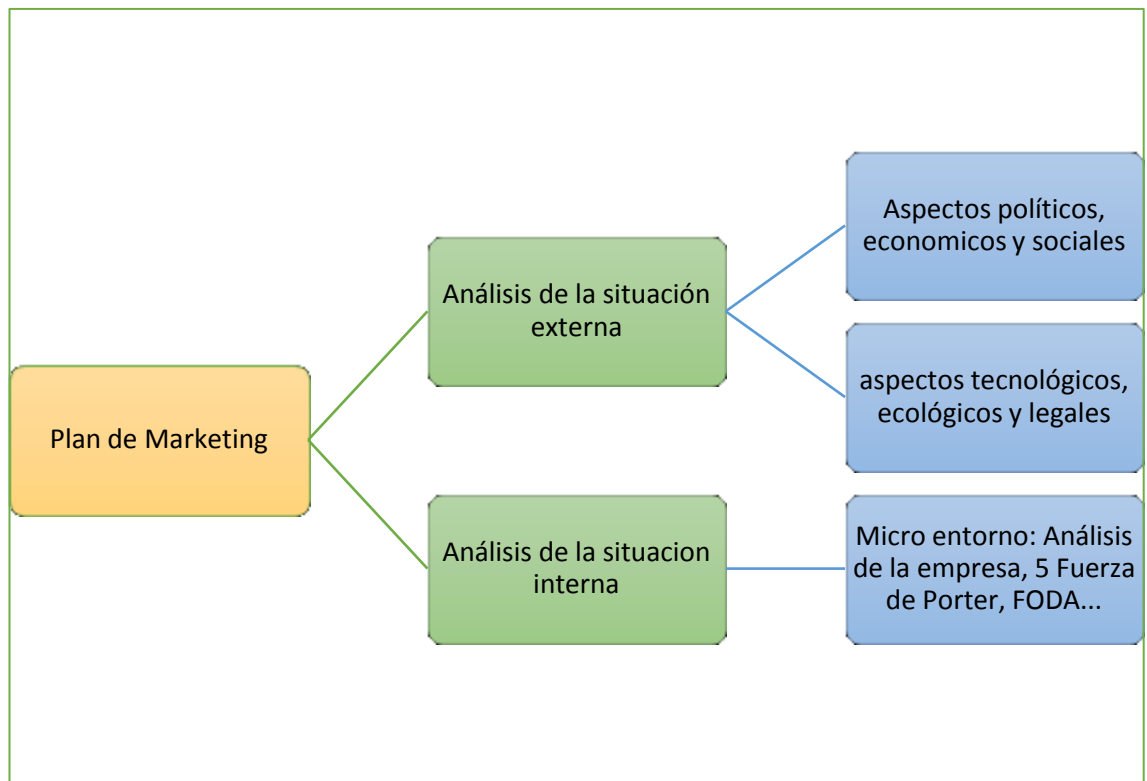 Plan de Marketing
Análisis de la situación
externa
Aspectos políticos,
economicos y sociales
aspectos tecnológicos,
ecológicos y legales
Análisis de la situacion
interna
Micro entorno: Análisis
de la empresa, 5 Fuerza
de Porter, FODA...